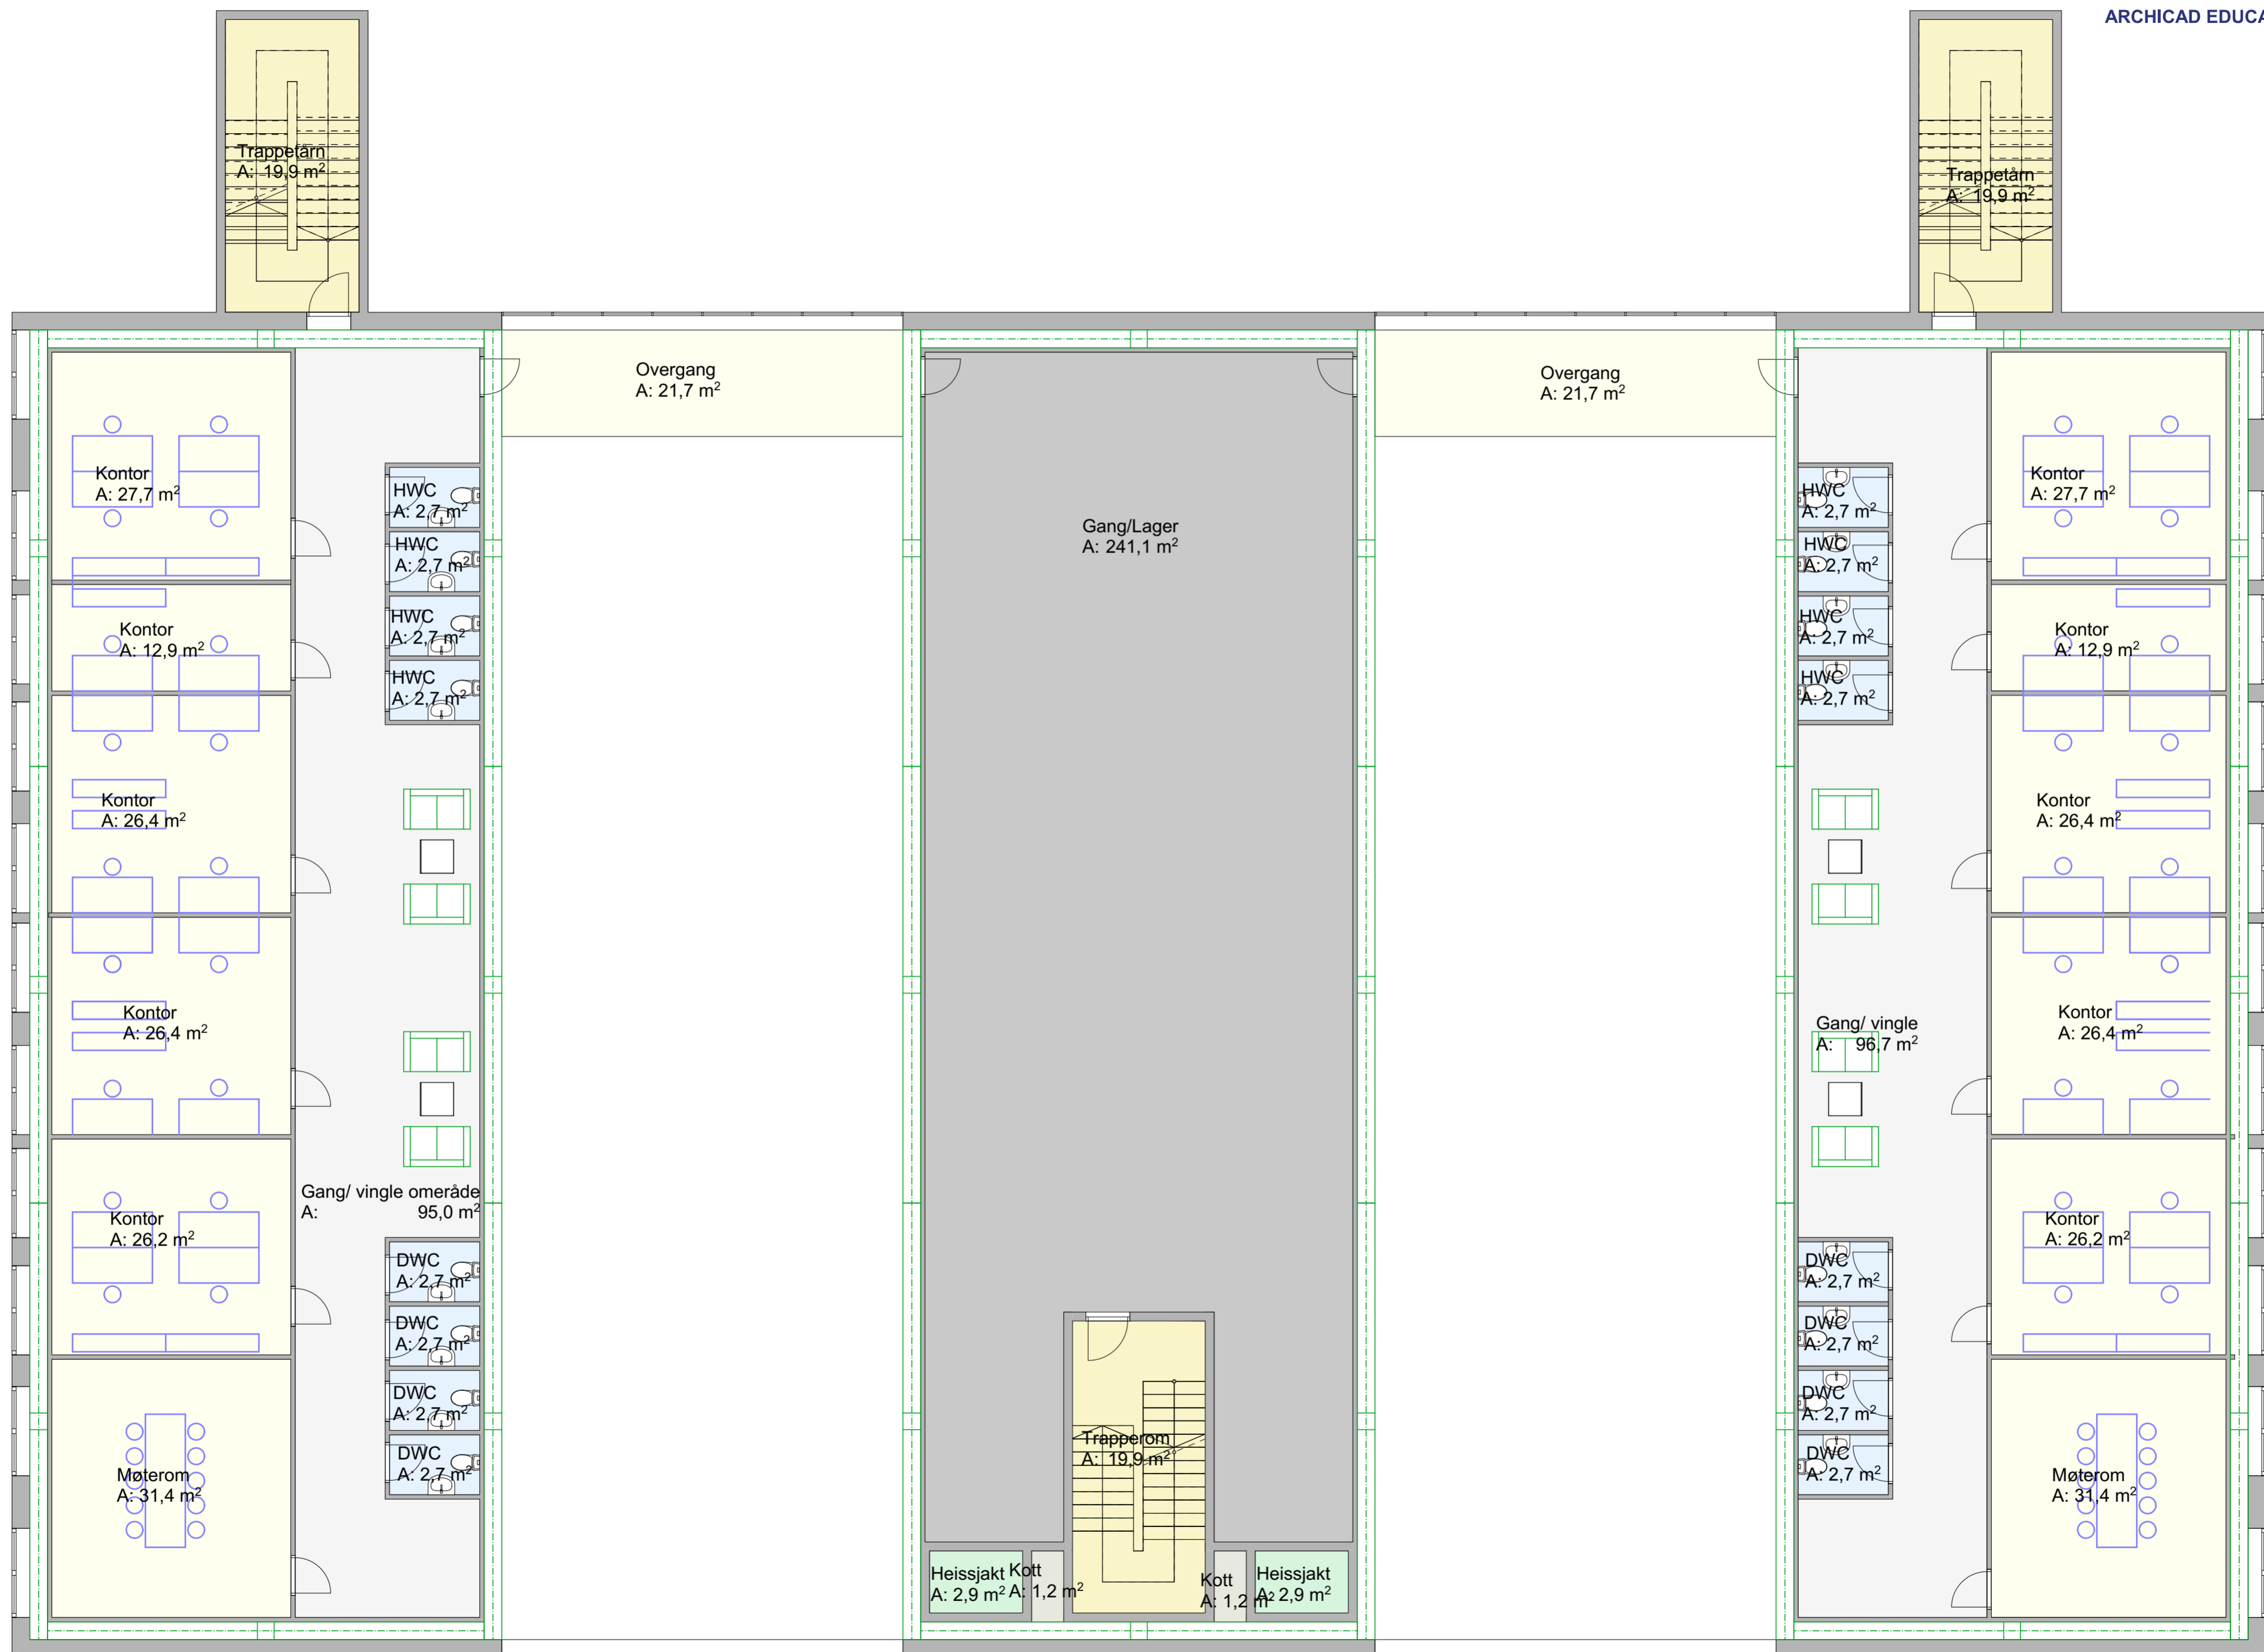 ARCHICAD EDUCA
Trappetårn
A: 19,9 m²
Trappetårn
A: 19,9 m²
Overgang
A: 21,7 m²
Overgang
A: 21,7 m²
Kontor
A: 27,7 m²
HWC
A: 2,7 m²
HWC
A: 2,7 m²
HWC
A: 2,7 m²
HWC
A: 2,7 m²
Kontor
A: 12,9 m²
Kontor
A: 26,4 m²
Kontor
A: 26,4 m²
Gang/ vingle omeråde
A: 95,0 m²
Kontor
A: 26,2 m²
DWC
A: 2,7 m²
DWC
A: 2,7 m²
DWC
A: 2,7 m²
DWC
A: 2,7 m²
Møterom
A: 31,4 m²
Gang/Lager
A: 241,1 m²
Trapperom
A: 19,9 m²
Heissjakt
A: 2,9 m²
Kott
A: 1,2 m²
Kott
A: 1,2 m²
Heissjakt
A: 2,9 m²
HWC
A: 2,7 m²
HWC
A: 2,7 m²
HWC
A: 2,7 m²
HWC
A: 2,7 m²
Kontor
A: 27,7 m²
Kontor
A: 12,9 m²
Kontor
A: 26,4 m²
Gang/ vingle
A: 96,7 m²
Kontor
A: 26,4 m²
Kontor
A: 26,2 m²
DWC
A: 2,7 m²
DWC
A: 2,7 m²
DWC
A: 2,7 m²
DWC
A: 2,7 m²
Møterom
A: 31,4 m²